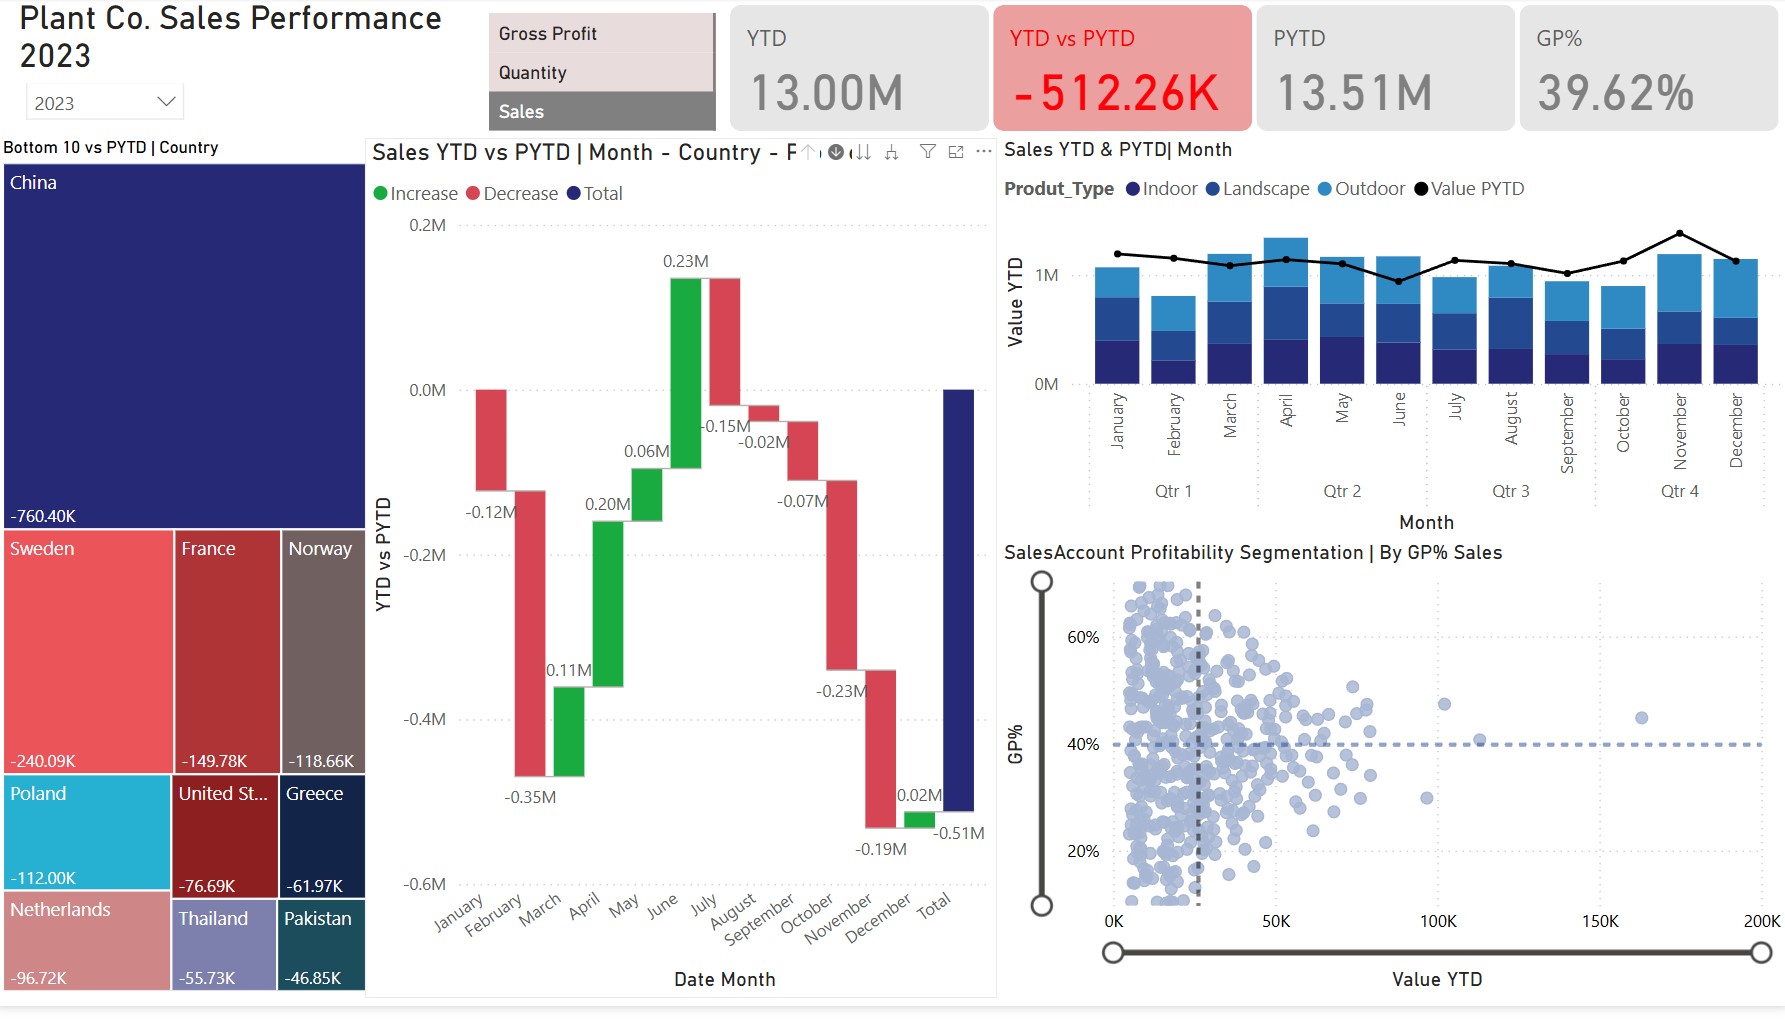 Plant Co. Sales Performance
2023
2023
Gross Profit
Quantity
Sales
YTD
13.00M
YTD vs PYTD
-512.26K
PYTD
13.51M
GP%
39.62%
Bottom 10 vs PYTD | Country
China
-760.40K
Sweden
-240.09K
France
-149.78K
Norway
-118.66K
Poland
-112.00K
United St...
-76.69K
Greece
-61.97K
Netherlands
-96.72K
Thailand
-55.73K
Pakistan
-46.85K
Sales YTD vs PYTD | Month - Country - 
Increase Decrease Total
YTD vs PYTD
0.2M
0.0M
-0.2M
-0.4M
-0.6M
-0.12M
-0.35M
0.11M
0.20M
0.06M
0.23M
-0.15M
-0.02M
-0.07M
-0.23M
-0.19M
0.02M
-0.51M
January
February
March
April
May
June
July
August
September
October
November
December
Total
Date Month
Sales YTD & PYTD| Month
Produt_Type Indoor Landscape Outdoor Value PYTD
Value YTD
1M
0M
January
February
March
April
May
June
July
August
September
October
November
December
Qtr 1
Qtr 2
Qtr 3
Qtr 4
Month
SalesAccount Profitability Segmentation | By GP% Sales
GP%
60%
40%
20%
0K
50K
100K
150K
200K
Value YTD